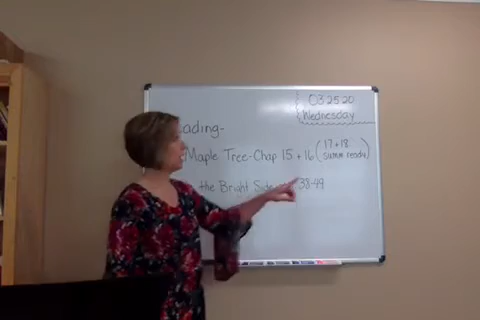 03·25·20
Wednesday
ading-
Maple Tree-Chap 15 + 16 (17+18
summ. ready)
the Bright Side 38-49